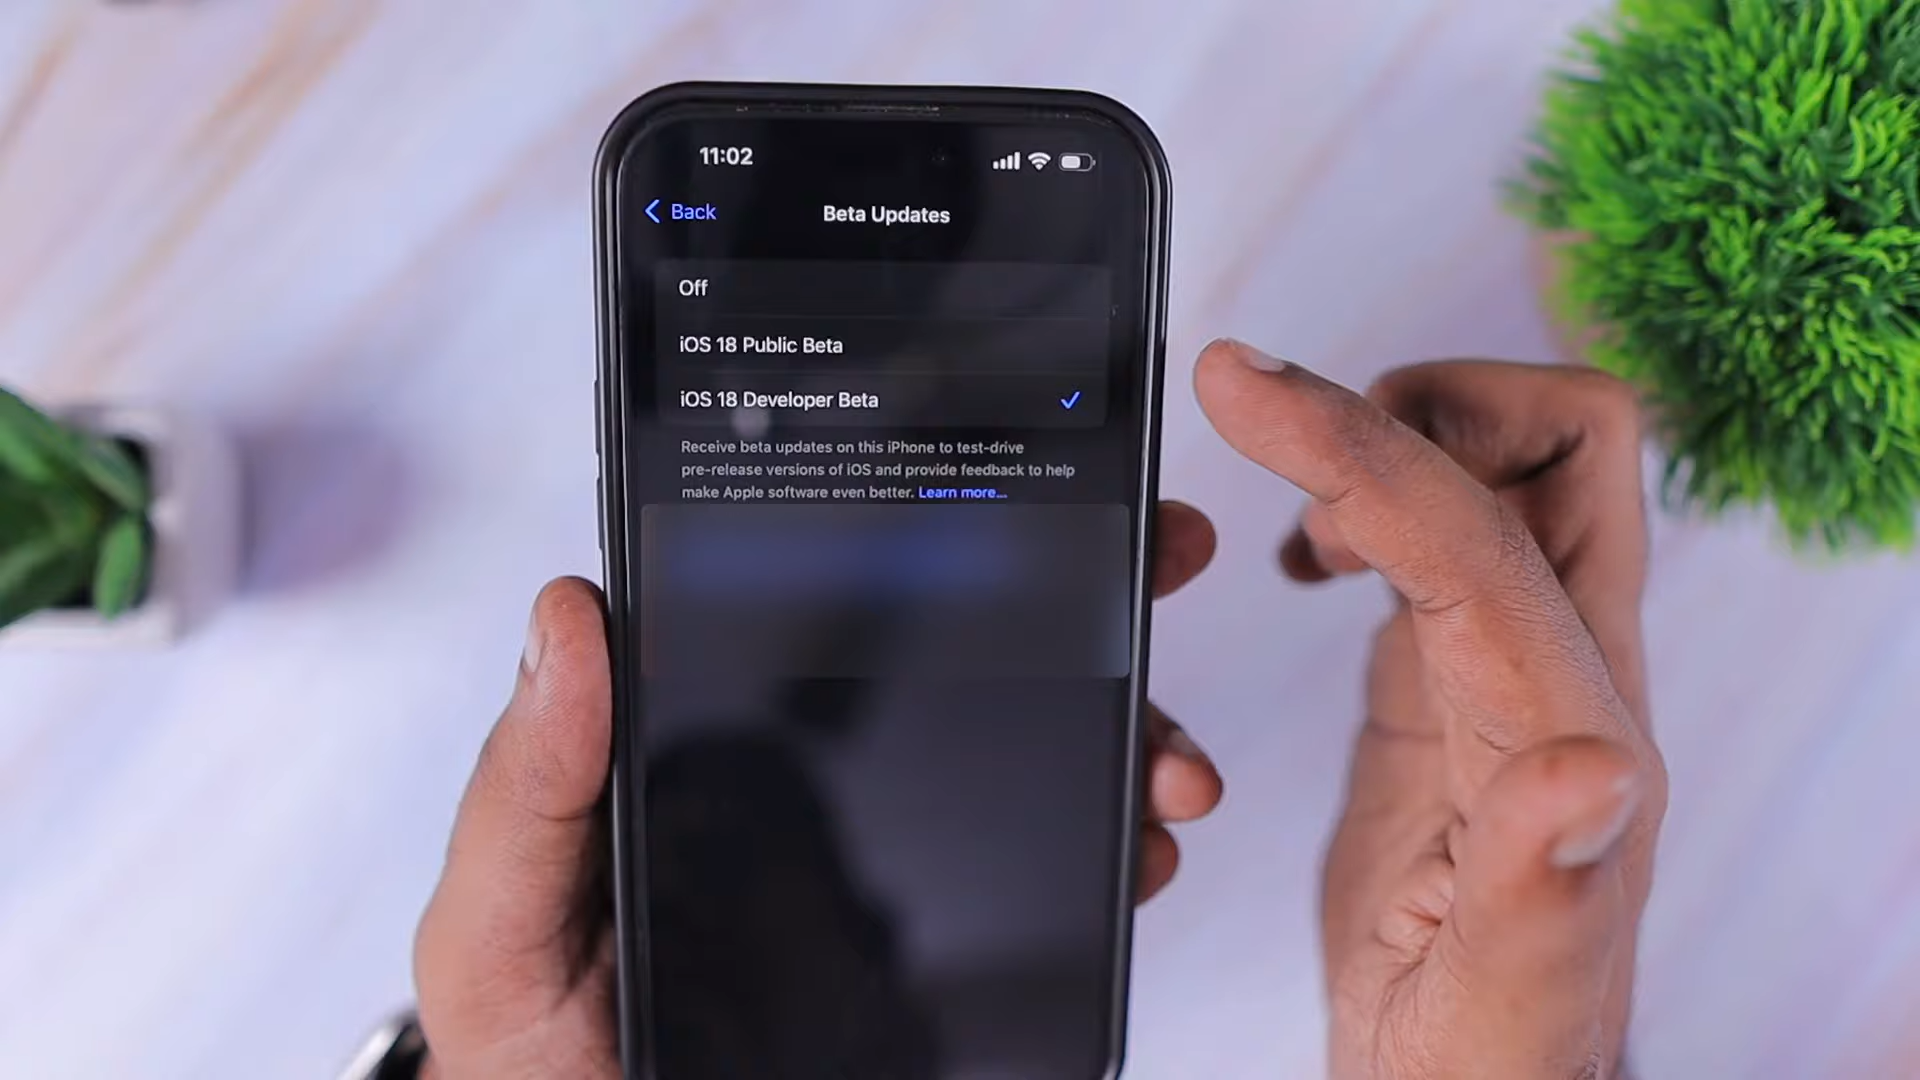 11:02
Back
Beta Updates
Off
iOS 18 Public Beta
iOS 18 Developer Beta
Receive beta updates on this iPhone to test-drive
pre-release versions of iOS and provide feedback to help
make Apple software even better. Learn more...